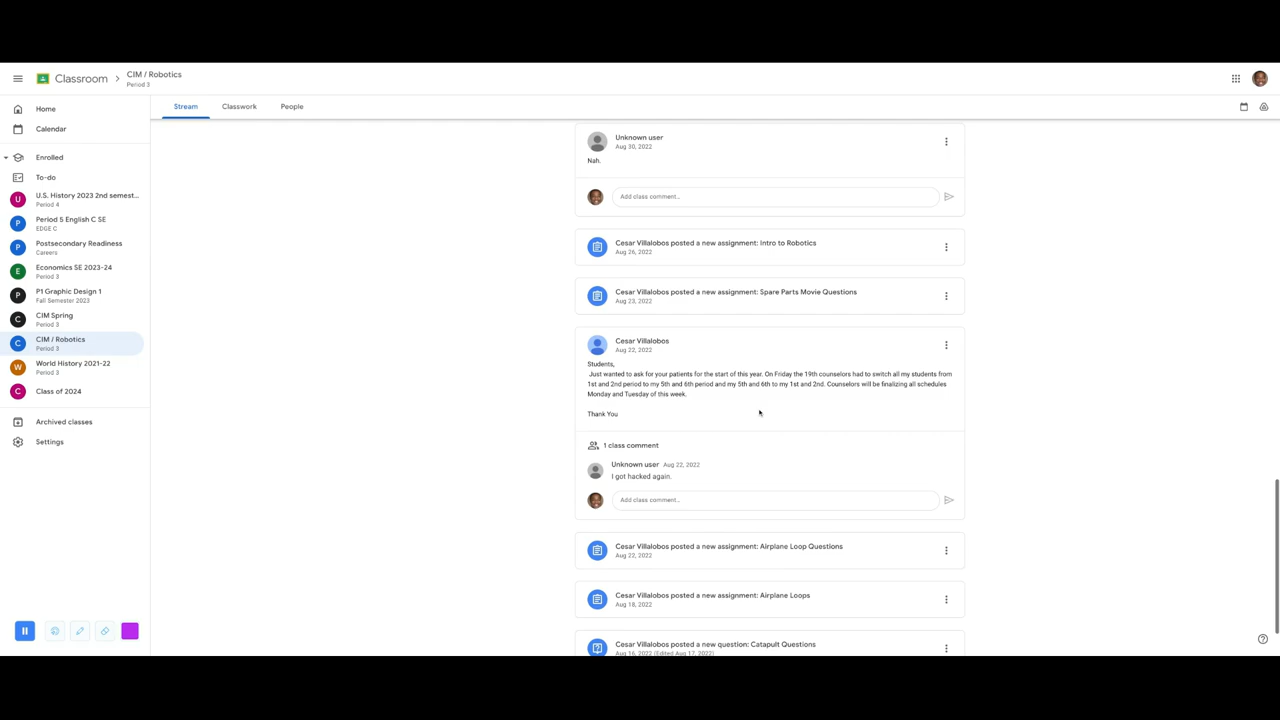 Classroom > CIM / Robotics
Period 3
Stream Classwork People
Home
Calendar
Enrolled
To-do
U U.S. History 2023 2nd semest...
Period 4
P Period 5 English C SE
EDGE C
P Postsecondary Readiness
Careers
E Economics SE 2023-24
Period 3
P P1 Graphic Design 1
Fall Semester 2023
C CIM Spring
Period 3
C CIM / Robotics
Period 3
W World History 2021-22
Period 3
C Class of 2024
Archived classes
Settings
Unknown user
Aug 30, 2022
Nah.
Add class comment...
Cesar Villalobos posted a new assignment: Intro to Robotics
Aug 26, 2022
Cesar Villalobos posted a new assignment: Spare Parts Movie Questions
Aug 23, 2022
Cesar Villalobos
Aug 22, 2022
Students,
Just wanted to ask for your patients for the start of this year. On Friday the 19th counselors had to switch all my students from
1st and 2nd period to my 5th and 6th period and my 5th and 6th to my 1st and 2nd. Counselors will be finalizing all schedules
Monday and Tuesday of this week.
Thank You
1 class comment
Unknown user Aug 22, 2022
I got hacked again.
Add class comment...
Cesar Villalobos posted a new assignment: Airplane Loop Questions
Aug 22, 2022
Cesar Villalobos posted a new assignment: Airplane Loops
Aug 18, 2022
Cesar Villalobos posted a new question: Catapult Questions
Aug 16, 2022 (Edited Aug 17, 2022)